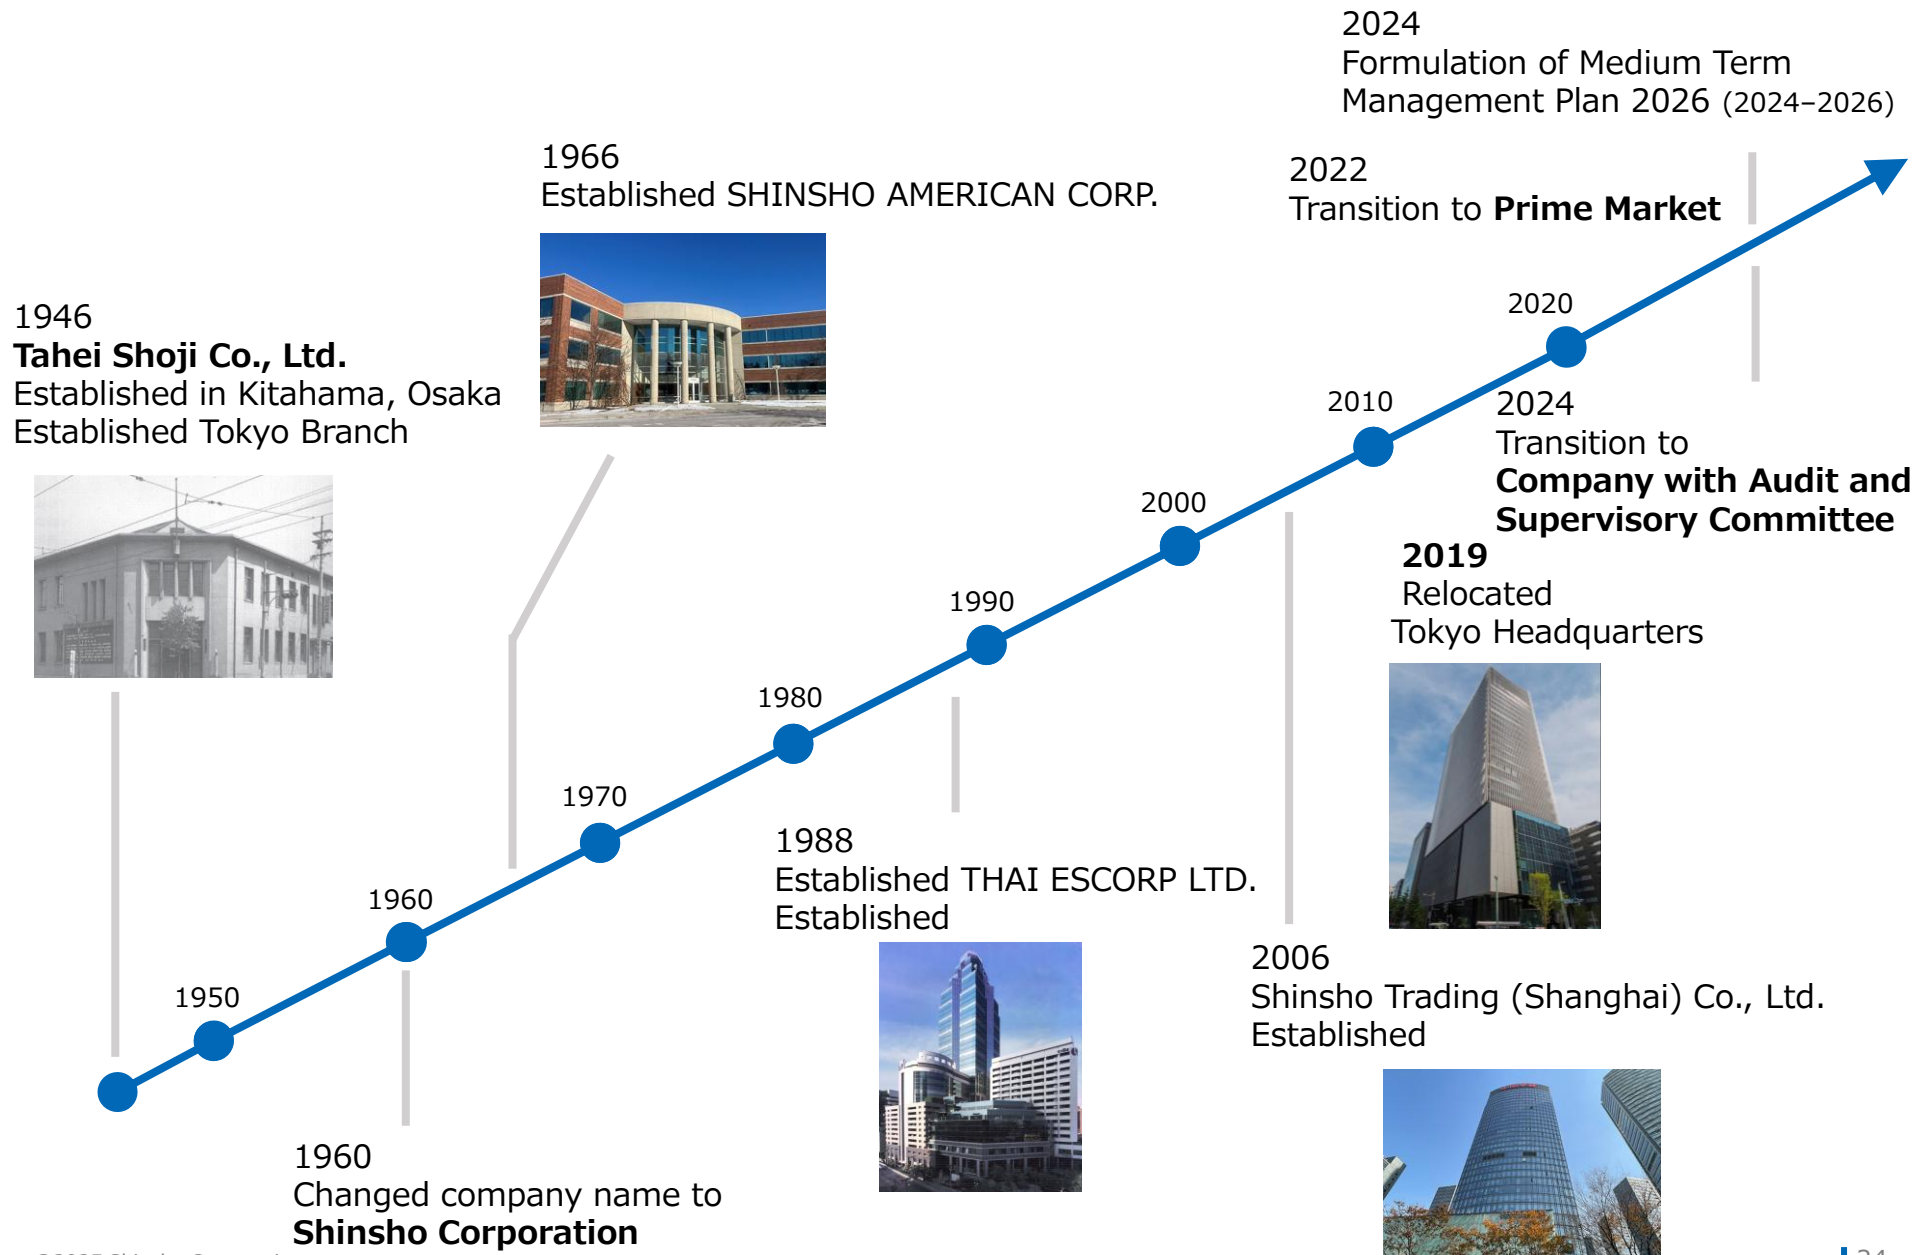 2024
Formulation of Medium Term
Management Plan 2026 (2024–2026)
1966
Established SHINSHO AMERICAN CORP.
2022
Transition to Prime Market
1946
Tahei Shoji Co., Ltd.
Established in Kitahama, Osaka
Established Tokyo Branch
2020
2010
2024
Transition to
Company with Audit and
Supervisory Committee
2000
2019
Relocated
Tokyo Headquarters
1990
1980
1970
1988
Established THAI ESCORP LTD.
Established
1960
2006
Shinsho Trading (Shanghai) Co., Ltd.
Established
1950
1960
Changed company name to
Shinsho Corporation